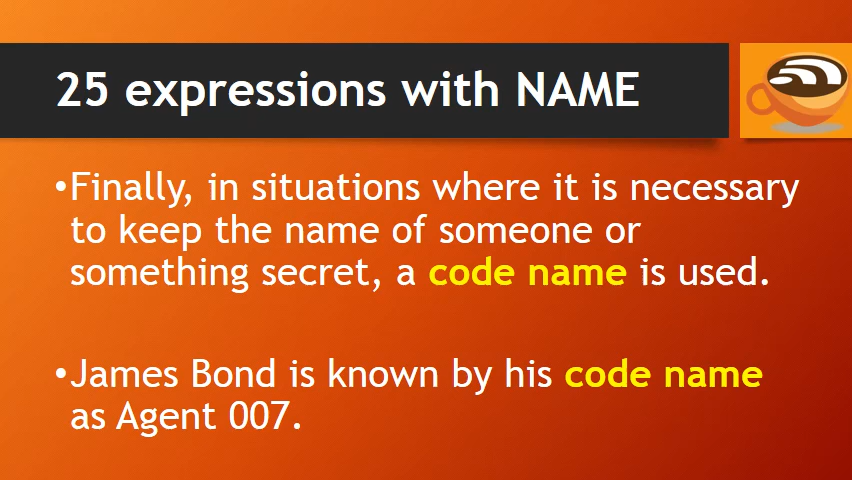 25 expressions with NAME
•Finally, in situations where it is necessary
to keep the name of someone or
something secret, a code name is used.
•James Bond is known by his code name
as Agent 007.